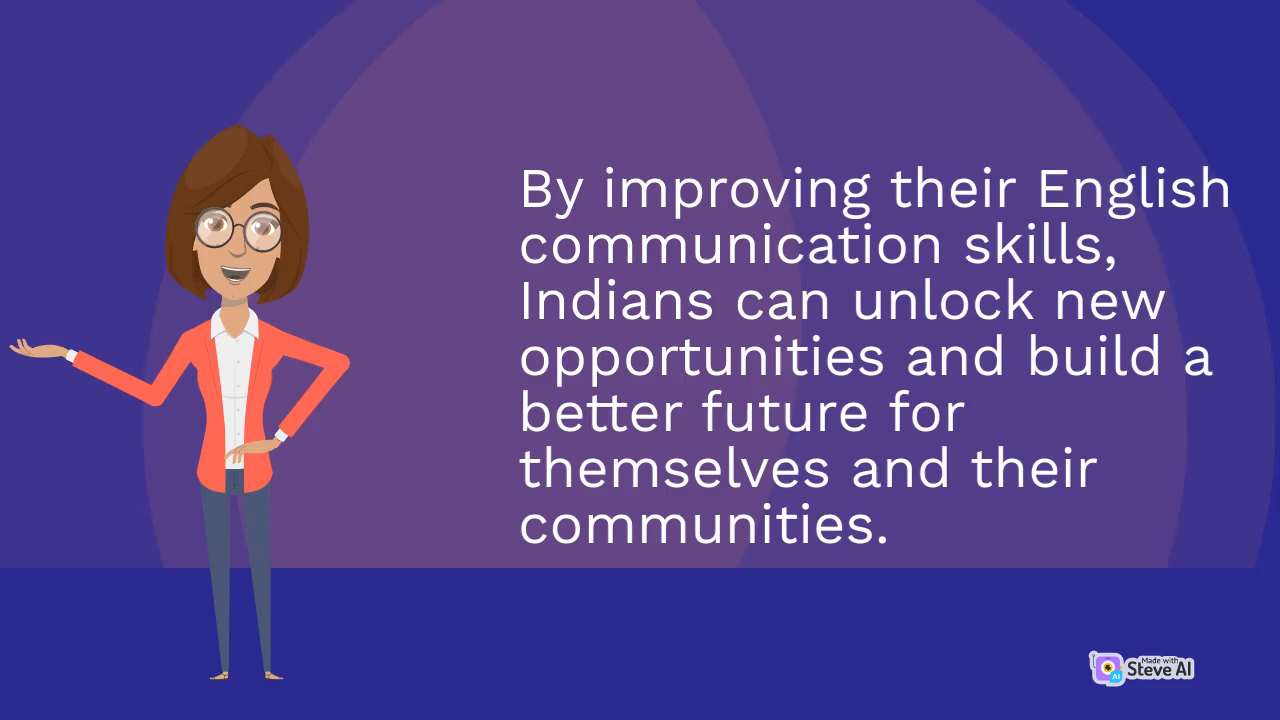 By improving their English
communication skills,
Indians can unlock new
opportunities and build a
better future for
themselves and their
communities.
Made with
Steve AI
AI